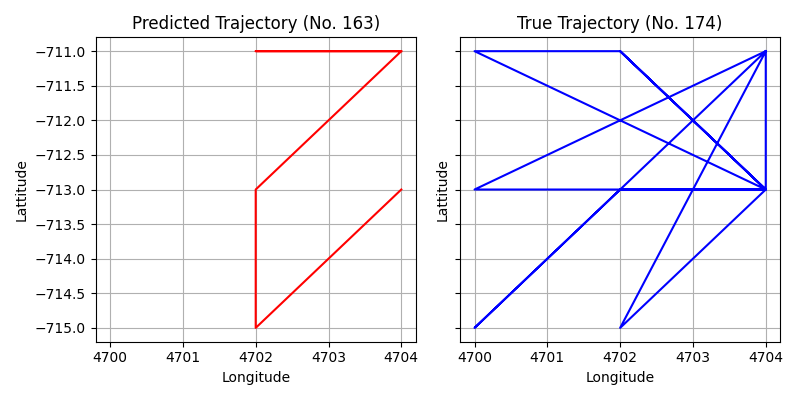 Predicted Trajectory (No. 163)
True Trajectory (No. 174)
Lattitude
−711.0
−711.5
−712.0
−712.5
−713.0
−713.5
−714.0
−714.5
−715.0
4700 4701 4702 4703 4704
Longitude
Lattitude
4700 4701 4702 4703 4704
Longitude